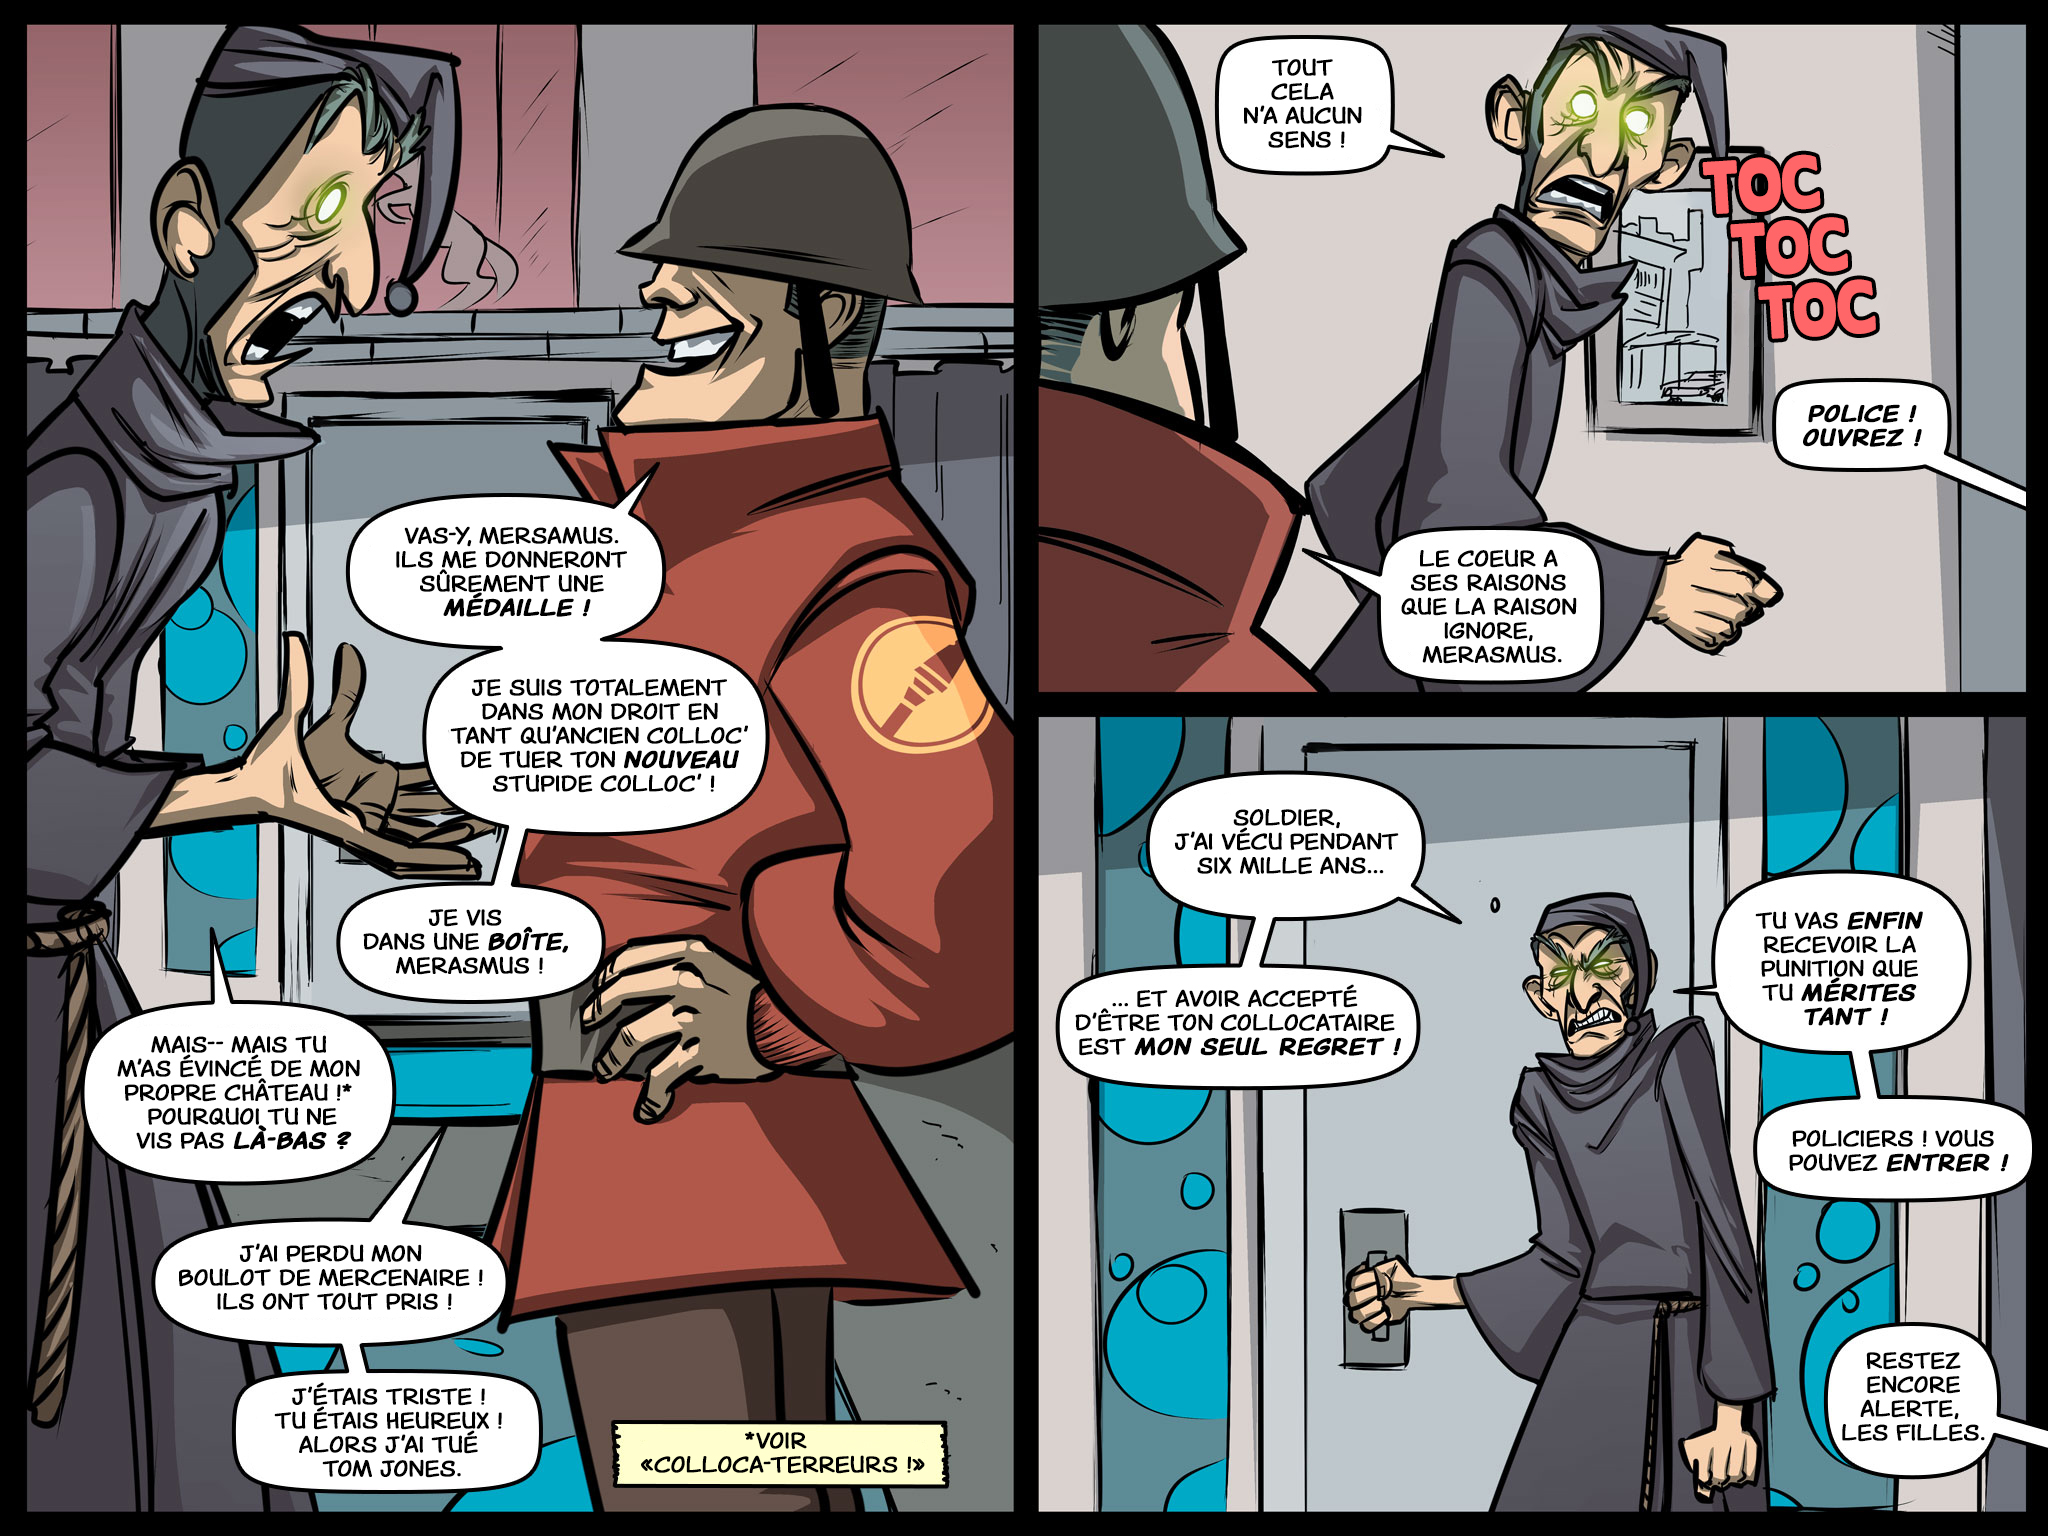 VAS-Y, MERSAMUS.
ILS ME DONNERONT
SÛREMENT UNE
MÉDAILLE !
JE SUIS TOTALEMENT
DANS MON DROIT EN
TANT QU'ANCIEN COLLOC'
DE TUER TON NOUVEAU
STUPIDE COLLOC' !
JE VIS
DANS UNE BOÎTE,
MERASMUS !
MAIS-- MAIS TU
M'AS ÉVINCÉ DE MON
PROPRE CHÂTEAU !*
POURQUOI TU NE
VIS PAS LÀ-BAS ?
J'AI PERDU MON
BOULOT DE MERCENAIRE !
ILS ONT TOUT PRIS !
J'ÉTAIS TRISTE !
TU ÉTAIS HEUREUX !
ALORS J'AI TUÉ
TOM JONES.
*VOIR
«COLLOCA-TERREURS !»
TOUT
CELA
N'A AUCUN
SENS !
TOC
TOC
TOC
POLICE !
OUVREZ !
LE COEUR A
SES RAISONS
QUE LA RAISON
IGNORE,
MERASMUS.
SOLDIER,
J'AI VÉCU PENDANT
SIX MILLE ANS...
... ET AVOIR ACCEPTÉ
D'ÊTRE TON COLLOCATAIRE
EST MON SEUL REGRET !
TU VAS ENFIN
RECEVOIR LA
PUNITION QUE
TU MÉRITES
TANT !
POLICIERS ! VOUS
POUVEZ ENTRER !
RESTEZ
ENCORE
ALERTE,
LES FILLES.